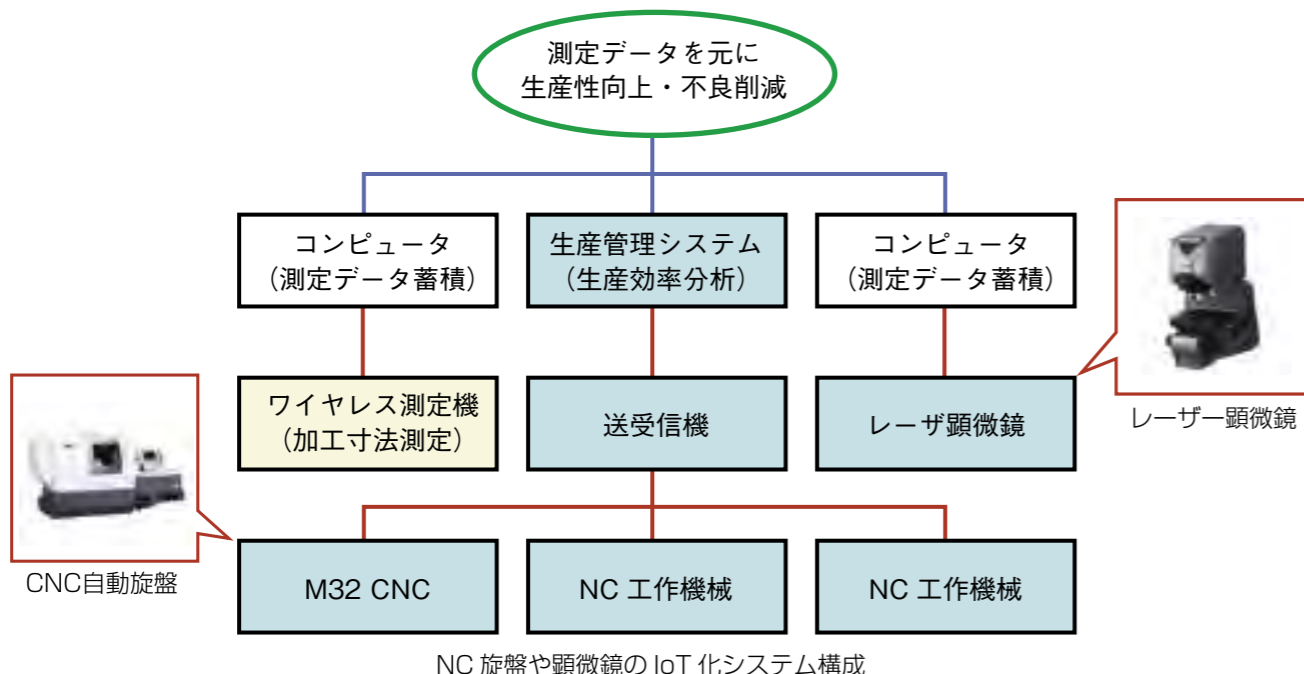 測定データを元に
生産性向上・不良削減
コンピュータ
（測定データ蓄積）
生産管理システム
（生産効率分析）
コンピュータ
（測定データ蓄積）
ワイヤレス測定機
（加工寸法測定）
送受信機
レーザ顕微鏡
レーザー顕微鏡
M32 CNC
NC 工作機械
NC 工作機械
CNC自動旋盤
NC 旋盤や顕微鏡の IoT 化システム構成